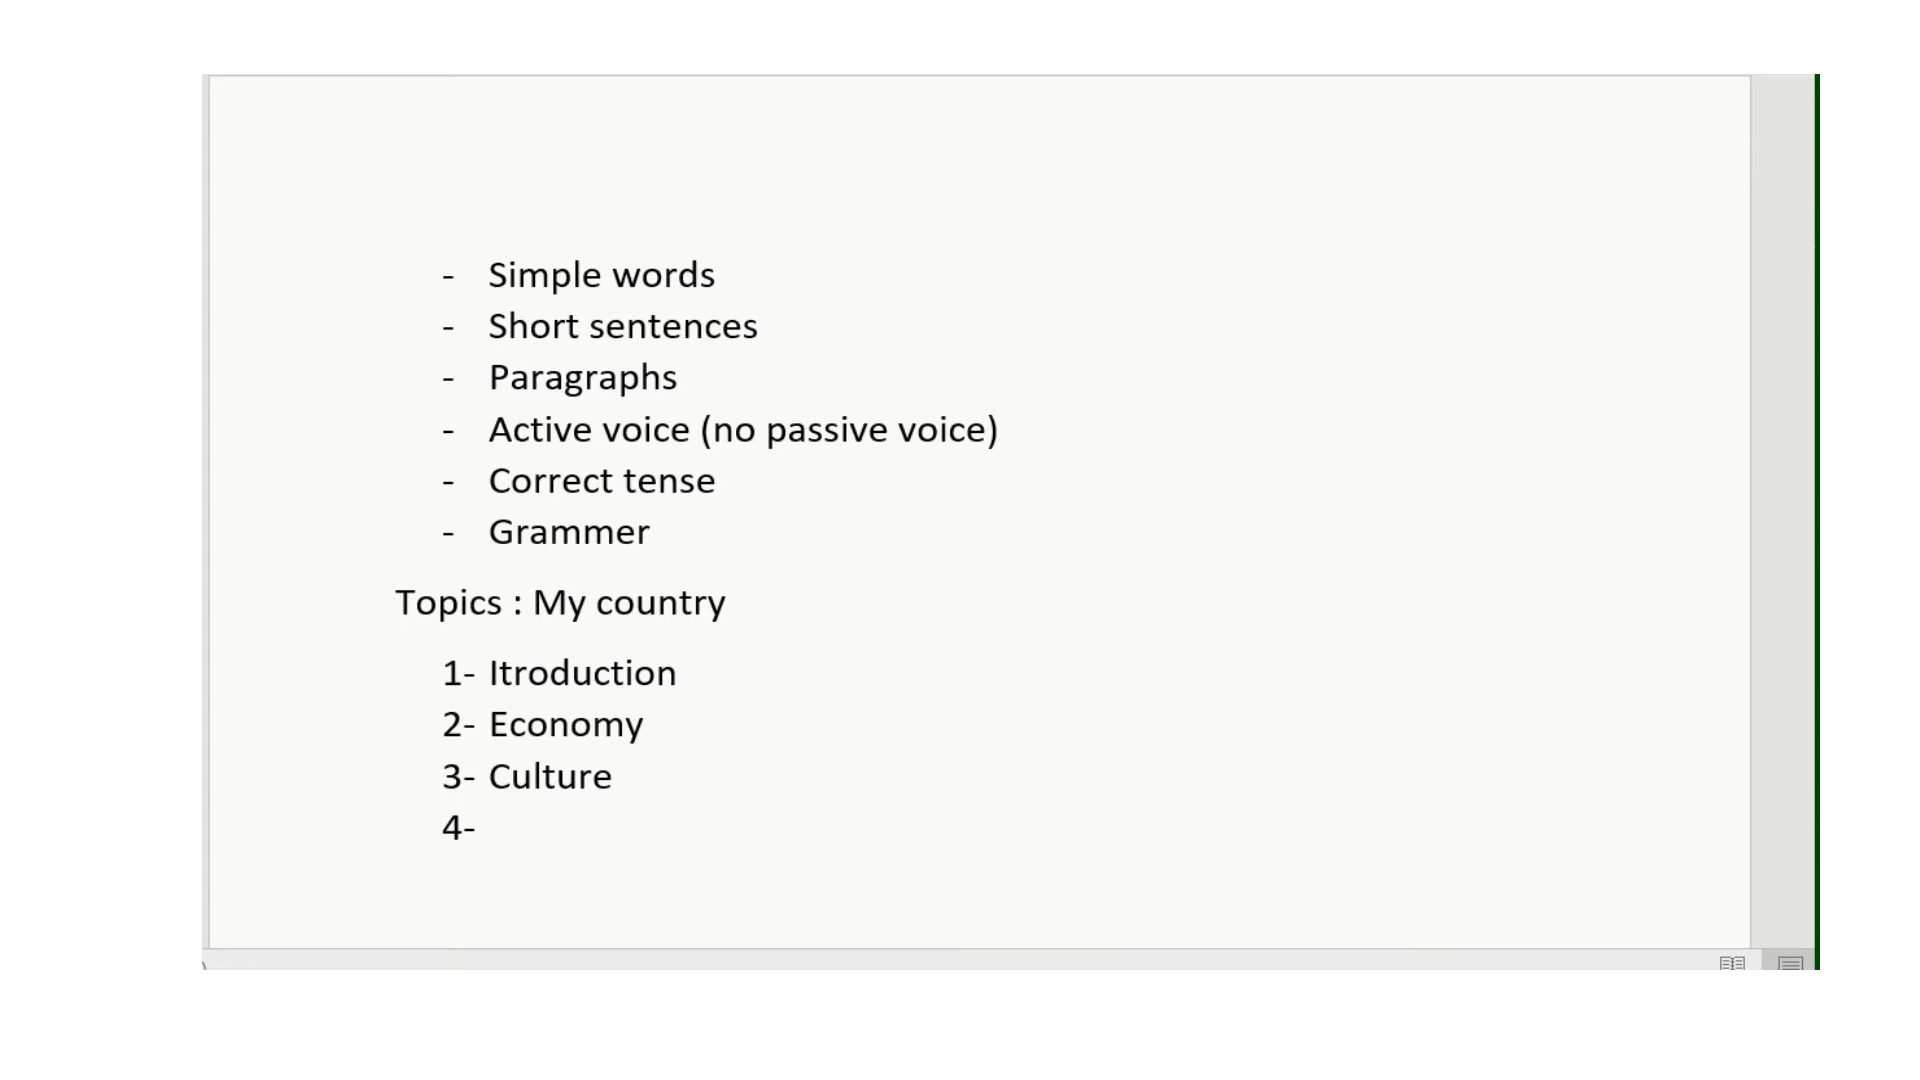 - Simple words
- Short sentences
- Paragraphs
- Active voice (no passive voice)
- Correct tense
- Grammer
Topics : My country
1- Itroduction
2- Economy
3- Culture
4-